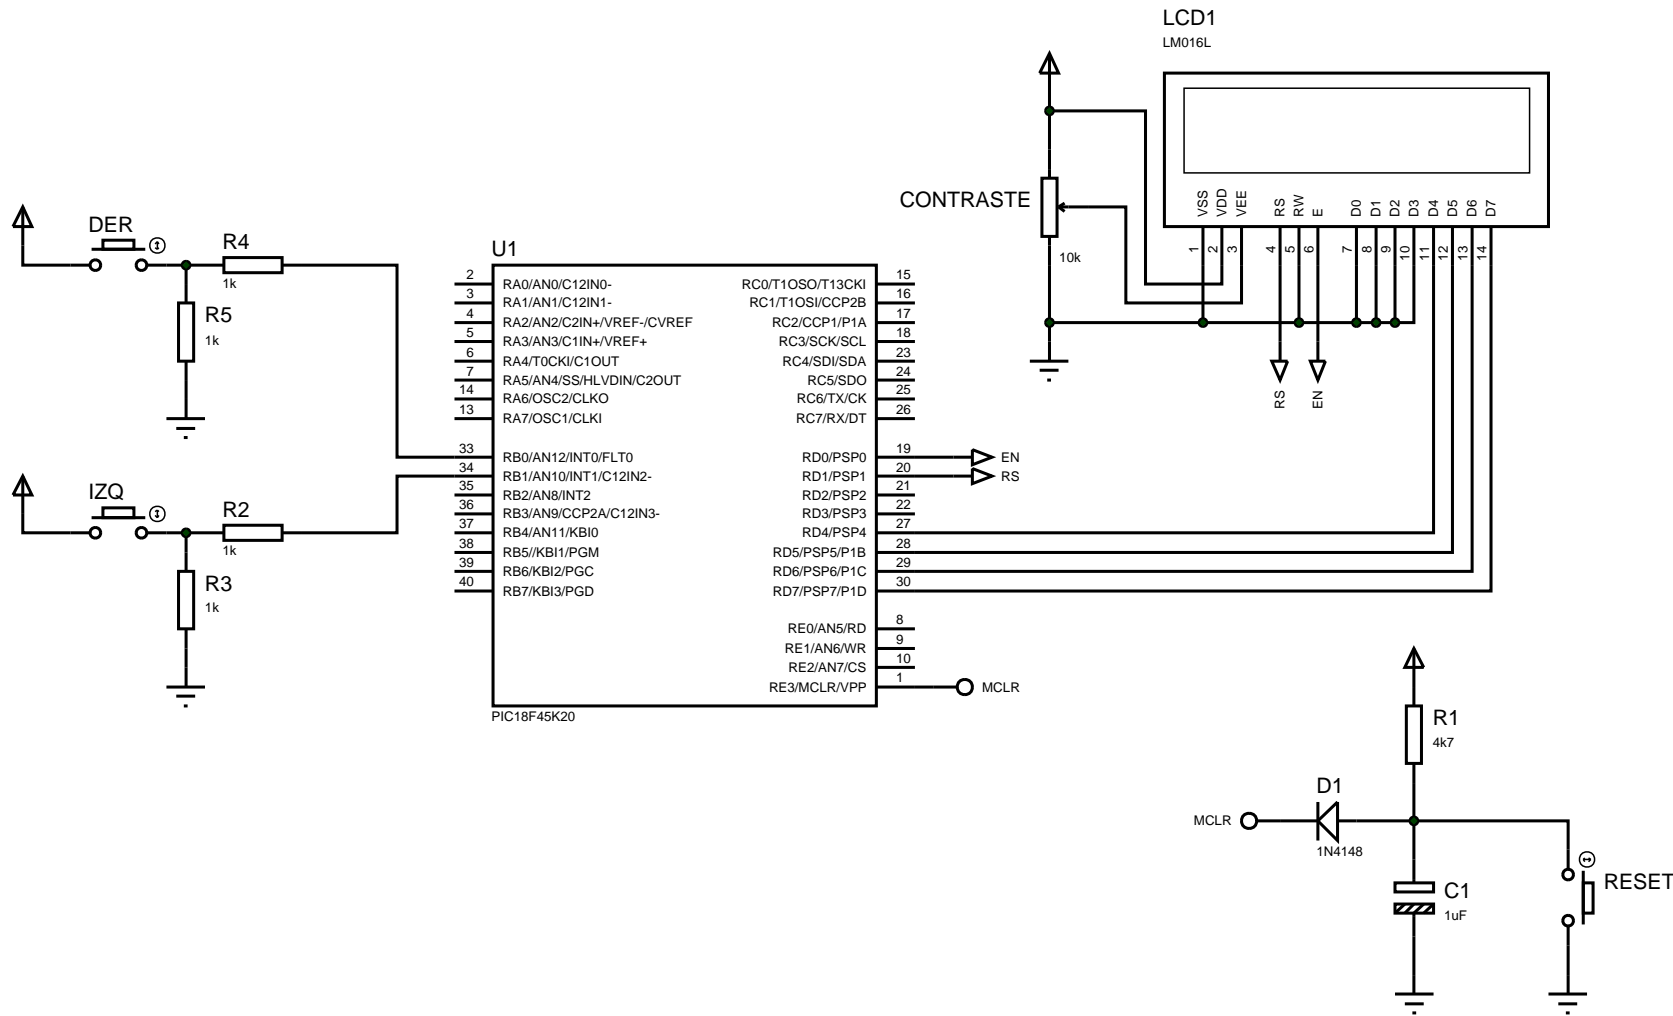 LCD1
LM016L
VSS
VDD
VEE
RS
RW
E
D0
D1
D2
D3
D4
D5
D6
D7
1
2
3
4
5
6
7
8
9
10
11
12
13
14
CONTRASTE
10k
RS
EN
DER
R4
1k
R5
1k
IZQ
R2
1k
R3
1k
U1
2 RA0/AN0/C12IN0-
3 RA1/AN1/C12IN1-
4 RA2/AN2/C2IN+/VREF-/CVREF
5 RA3/AN3/C1IN+/VREF+
6 RA4/T0CKI/C1OUT
7 RA5/AN4/SS/HLVDIN/C2OUT
14 RA6/OSC2/CLKO
13 RA7/OSC1/CLKI
33 RB0/AN12/INT0/FLT0
34 RB1/AN10/INT1/C12IN2-
35 RB2/AN8/INT2
36 RB3/AN9/CCP2A/C12IN3-
37 RB4/AN11/KBI0
38 RB5//KBI1/PGM
39 RB6/KBI2/PGC
40 RB7/KBI3/PGD
RC0/T1OSO/T13CKI 15
RC1/T1OSI/CCP2B 16
RC2/CCP1/P1A 17
RC3/SCK/SCL 18
RC4/SDI/SDA 23
RC5/SDO 24
RC6/TX/CK 25
RC7/RX/DT 26
RD0/PSP0 19 EN
RD1/PSP1 20 RS
RD2/PSP2 21
RD3/PSP3 22
RD4/PSP4 27
RD5/PSP5/P1B 28
RD6/PSP6/P1C 29
RD7/PSP7/P1D 30
RE0/AN5/RD 8
RE1/AN6/WR 9
RE2/AN7/CS 10
RE3/MCLR/VPP 1 MCLR
PIC18F45K20
R1
4k7
D1
MCLR
1N4148
C1
1uF
RESET